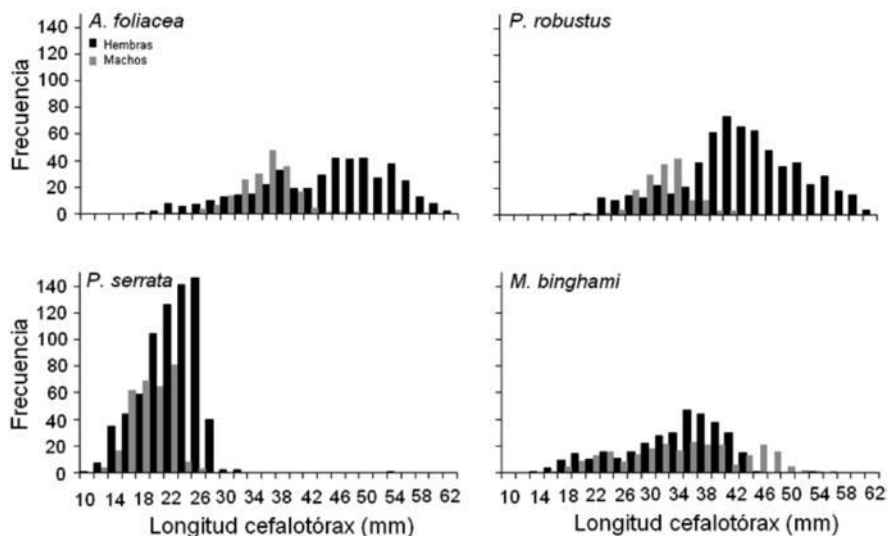 A. foliacea
Hembras
Machos
Frecuencia
140
120
100
80
60
40
20
0
P. robustus
P. serrata
Frecuencia
140
120
100
80
60
40
20
0
10 14 18 22 26 30 34 38 42 46 50 54 58 62
Longitud cefalotórax (mm)
M. binghami
10 14 18 22 26 30 34 38 42 46 50 54 58 62
Longitud cefalotórax (mm)